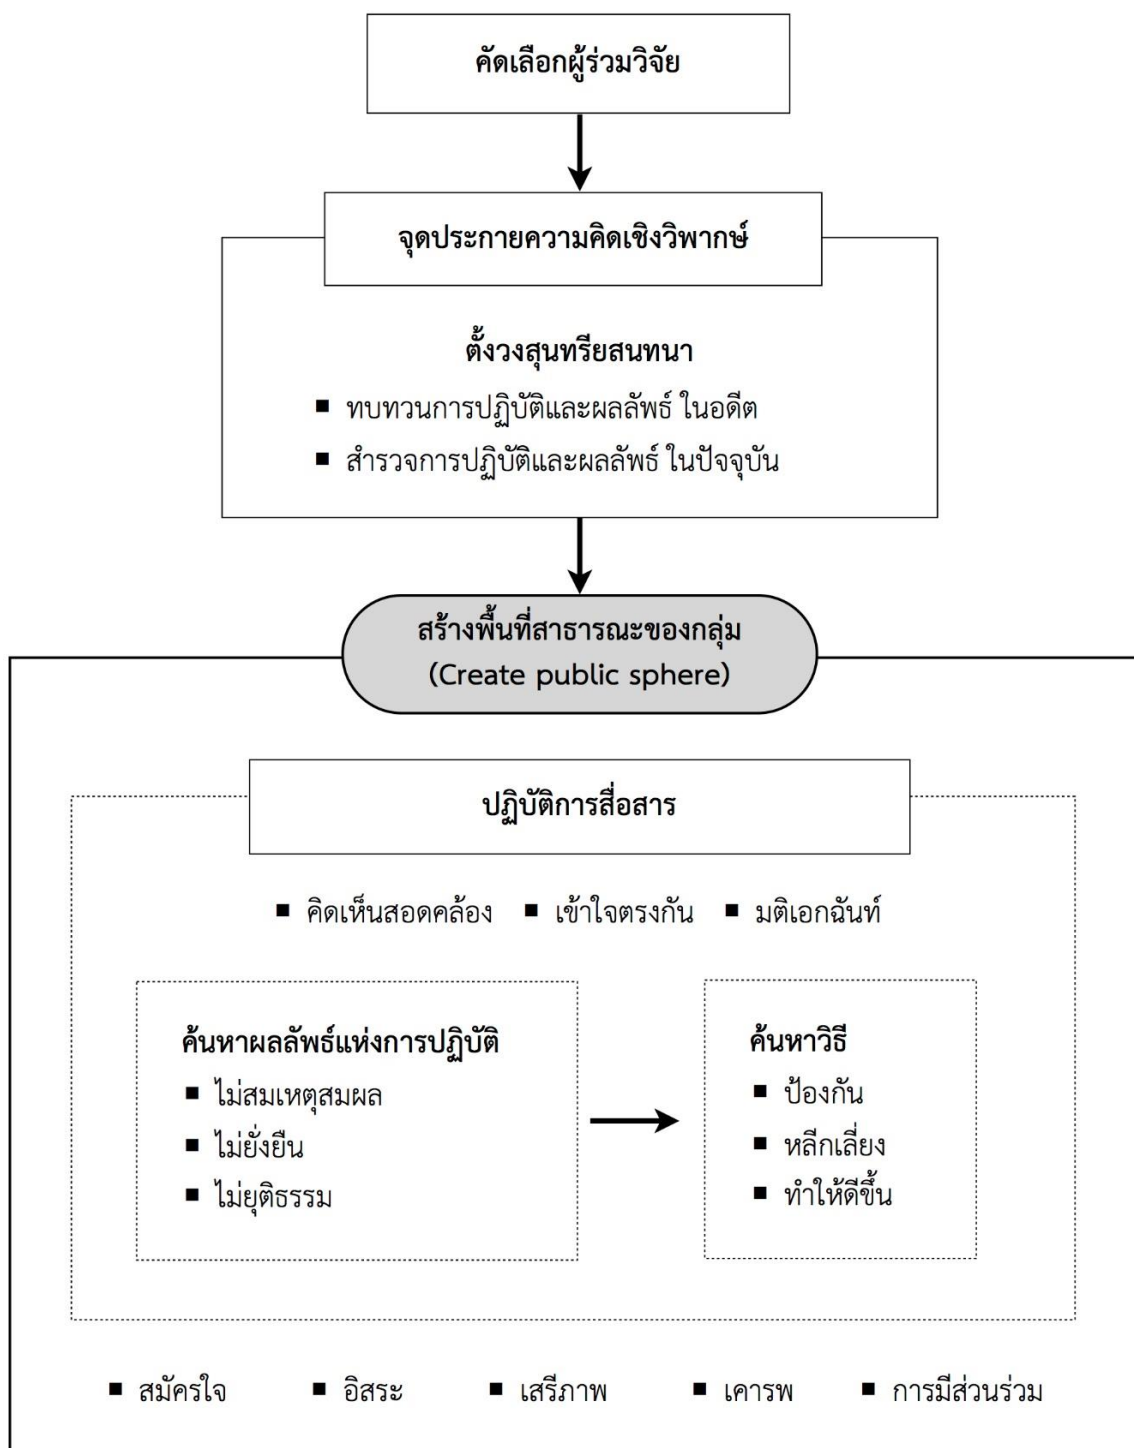 คัดเลือกผู้ร่วมวิจัย
จุดประกายความคิดเชิงวิพากษ์
ตั้งวงสุนทรียสนทนา
▪ ทบทวนการปฏิบัติและผลลัพธ์ ในอดีต
▪ สำรวจการปฏิบัติและผลลัพธ์ ในปัจจุบัน
สร้างพื้นที่สาธารณะของกลุ่ม
(Create public sphere)
ปฏิบัติการสื่อสาร
▪ คิดเห็นสอดคล้อง ▪ เข้าใจตรงกัน ▪ มติเอกฉันท์
ค้นหาผลลัพธ์แห่งการปฏิบัติ
▪ ไม่สมเหตุสมผล
▪ ไม่ยั่งยืน
▪ ไม่ยุติธรรม
ค้นหาวิธี
▪ ป้องกัน
▪ หลีกเลี่ยง
▪ ทำให้ดีขึ้น
▪ สมัครใจ ▪ อิสระ ▪ เสรีภาพ ▪ เคารพ ▪ การมีส่วนร่วม